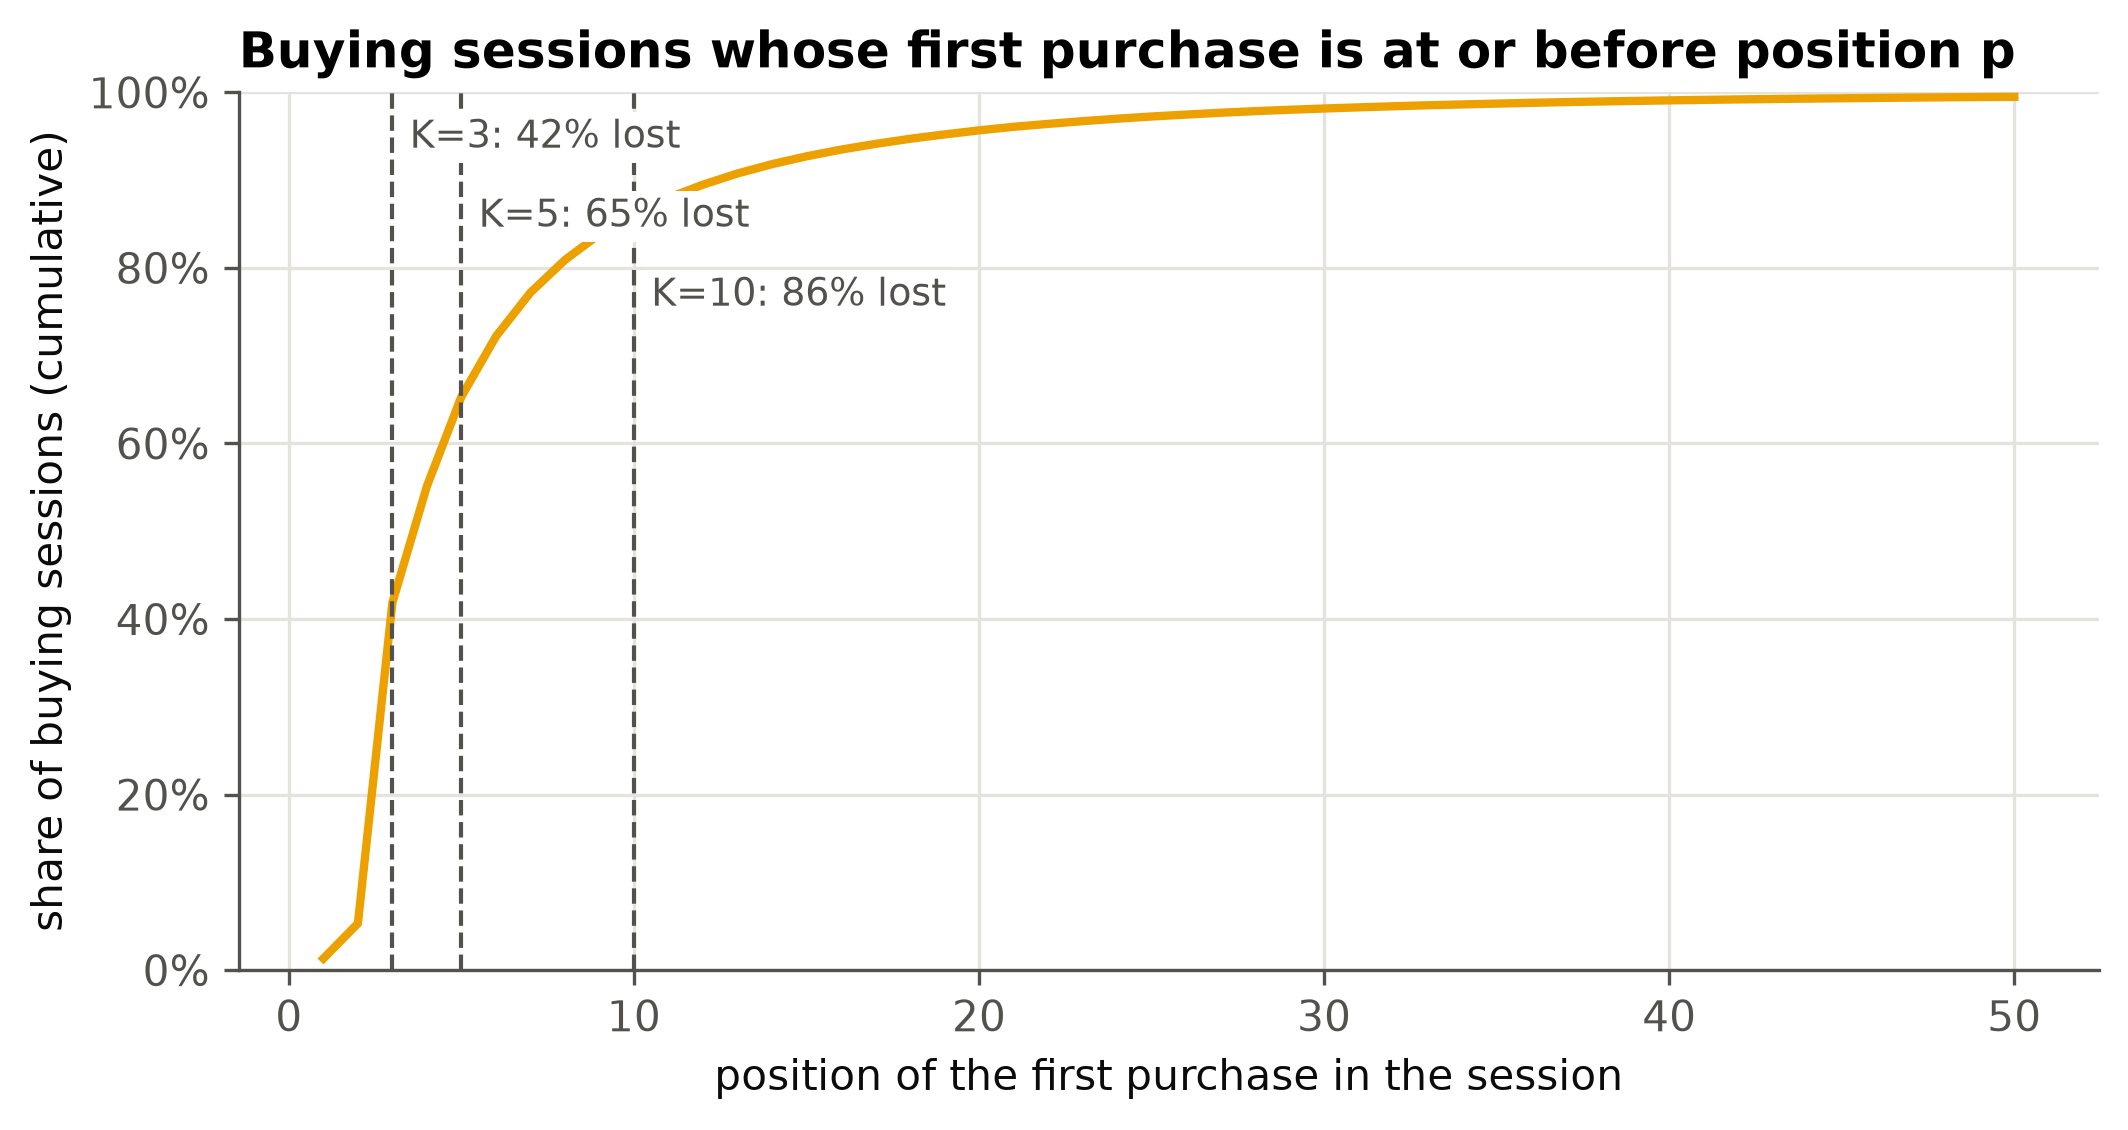 Buying sessions whose first purchase is at or before position p
100%
80%
60%
40%
20%
0%
share of buying sessions (cumulative)
K=3: 42% lost
K=5: 65% lost
K=10: 86% lost
0 10 20 30 40 50
position of the first purchase in the session